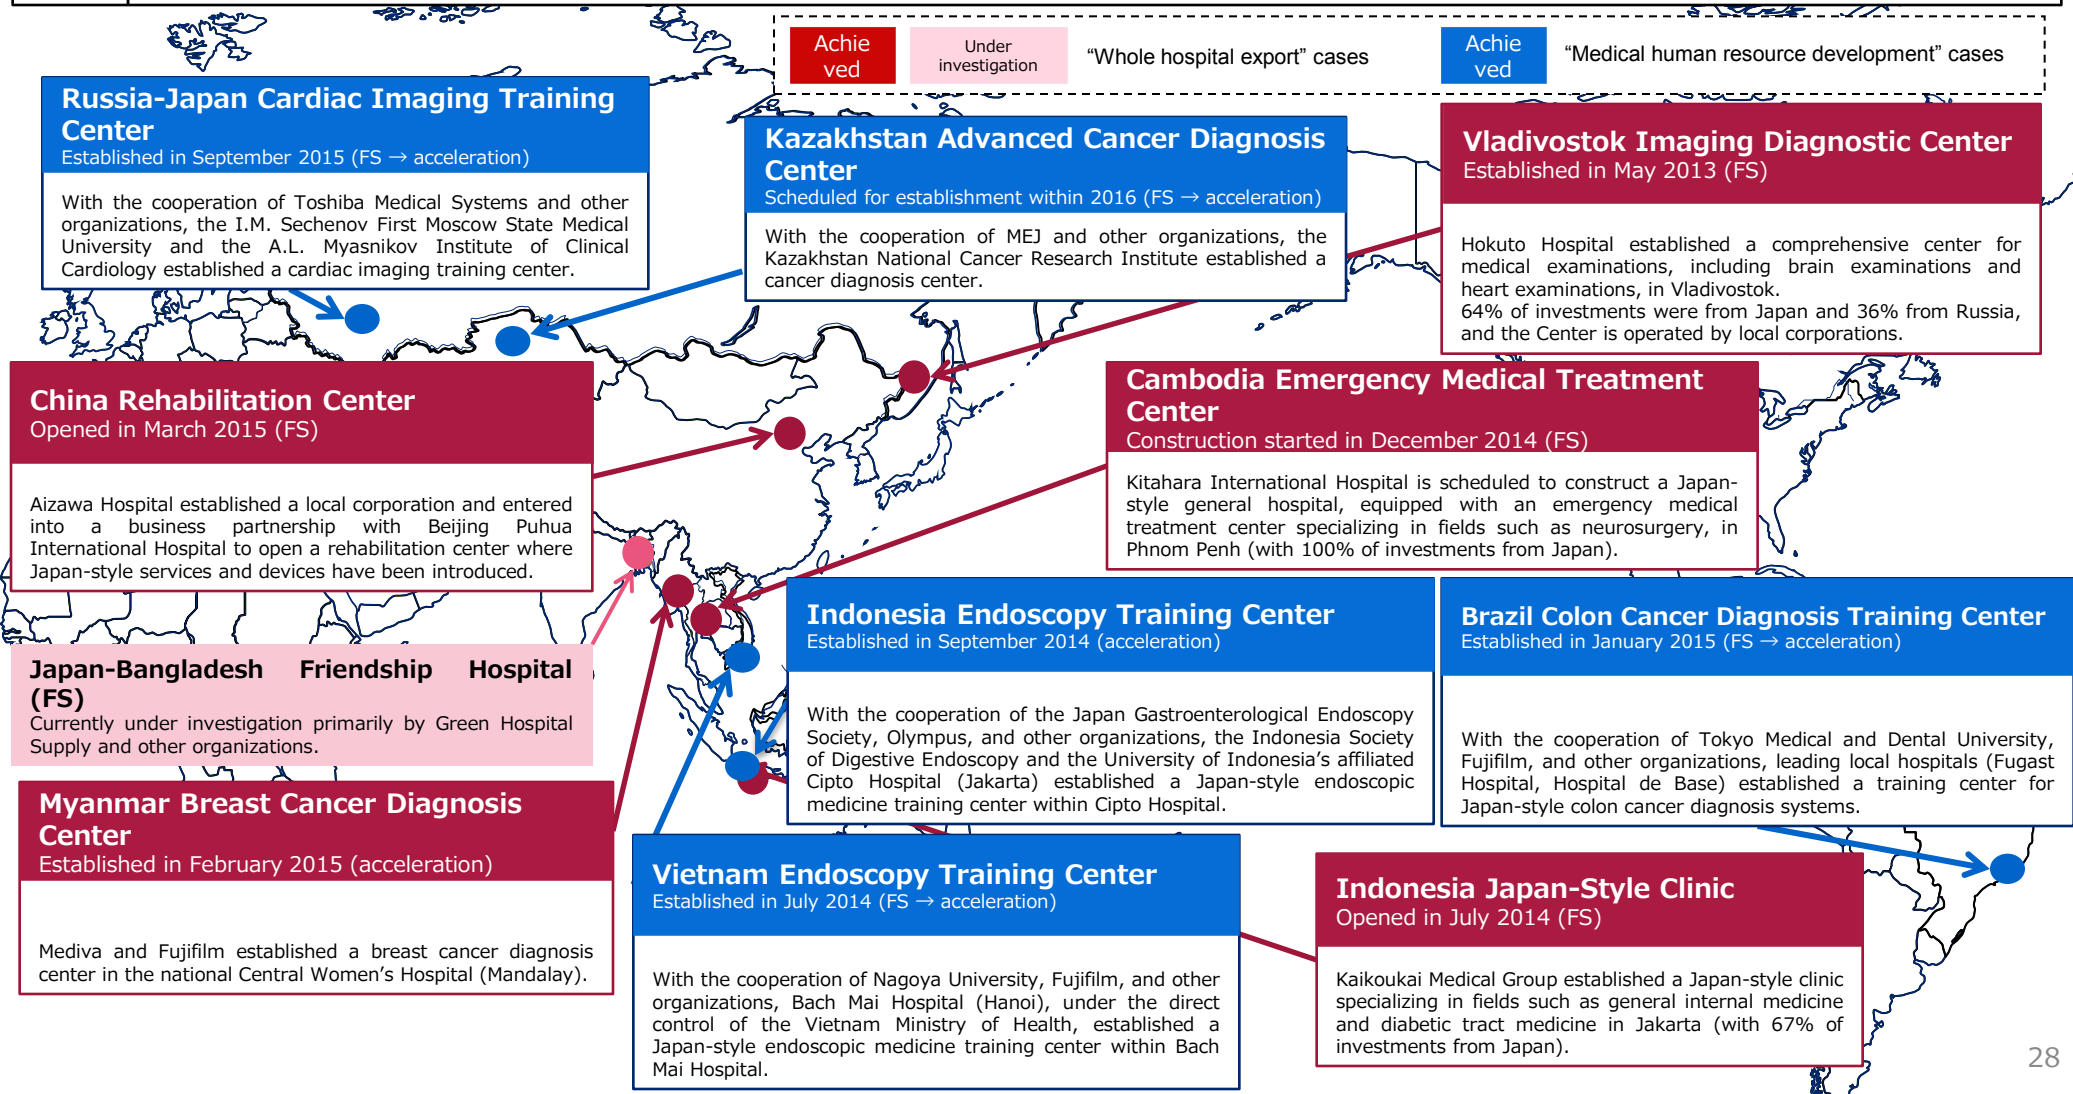 Achie
ved
Under
investigation
“Whole hospital export” cases
Achie
ved
“Medical human resource development” cases
Russia-Japan Cardiac Imaging Training
Center
Established in September 2015 (FS → acceleration)
With the cooperation of Toshiba Medical Systems and other
organizations, the I.M. Sechenov First Moscow State Medical
University and the A.L. Myasnikov Institute of Clinical
Cardiology established a cardiac imaging training center.
Kazakhstan Advanced Cancer Diagnosis
Center
Scheduled for establishment within 2016 (FS → acceleration)
With the cooperation of MEJ and other organizations, the
Kazakhstan National Cancer Research Institute established a
cancer diagnosis center.
Vladivostok Imaging Diagnostic Center
Established in May 2013 (FS)
Hokuto Hospital established a comprehensive center for
medical examinations, including brain examinations and
heart examinations, in Vladivostok.
64% of investments were from Japan and 36% from Russia,
and the Center is operated by local corporations.
China Rehabilitation Center
Opened in March 2015 (FS)
Aizawa Hospital established a local corporation and entered
into a business partnership with Beijing Puhua
International Hospital to open a rehabilitation center where
Japan-style services and devices have been introduced.
Cambodia Emergency Medical Treatment
Center
Construction started in December 2014 (FS)
Kitahara International Hospital is scheduled to construct a Japan-
style general hospital, equipped with an emergency medical
treatment center specializing in fields such as neurosurgery, in
Phnom Penh (with 100% of investments from Japan).
Japan-Bangladesh Friendship Hospital
(FS)
Currently under investigation primarily by Green Hospital
Supply and other organizations.
Indonesia Endoscopy Training Center
Established in September 2014 (acceleration)
With the cooperation of the Japan Gastroenterological Endoscopy
Society, Olympus, and other organizations, the Indonesia Society
of Digestive Endoscopy and the University of Indonesia’s affiliated
Cipto Hospital (Jakarta) established a Japan-style endoscopic
medicine training center within Cipto Hospital.
Brazil Colon Cancer Diagnosis Training Center
Established in January 2015 (FS → acceleration)
With the cooperation of Tokyo Medical and Dental University,
Fujifilm, and other organizations, leading local hospitals (Fugast
Hospital, Hospital de Base) established a training center for
Japan-style colon cancer diagnosis systems.
Myanmar Breast Cancer Diagnosis
Center
Established in February 2015 (acceleration)
Mediva and Fujifilm established a breast cancer diagnosis
center in the national Central Women’s Hospital (Mandalay).
Vietnam Endoscopy Training Center
Established in July 2014 (FS → acceleration)
With the cooperation of Nagoya University, Fujifilm, and other
organizations, Bach Mai Hospital (Hanoi), under the direct
control of the Vietnam Ministry of Health, established a
Japan-style endoscopic medicine training center within Bach
Mai Hospital.
Indonesia Japan-Style Clinic
Opened in July 2014 (FS)
Kaikoukai Medical Group established a Japan-style clinic
specializing in fields such as general internal medicine
and diabetic tract medicine in Jakarta (with 67% of
investments from Japan).
28